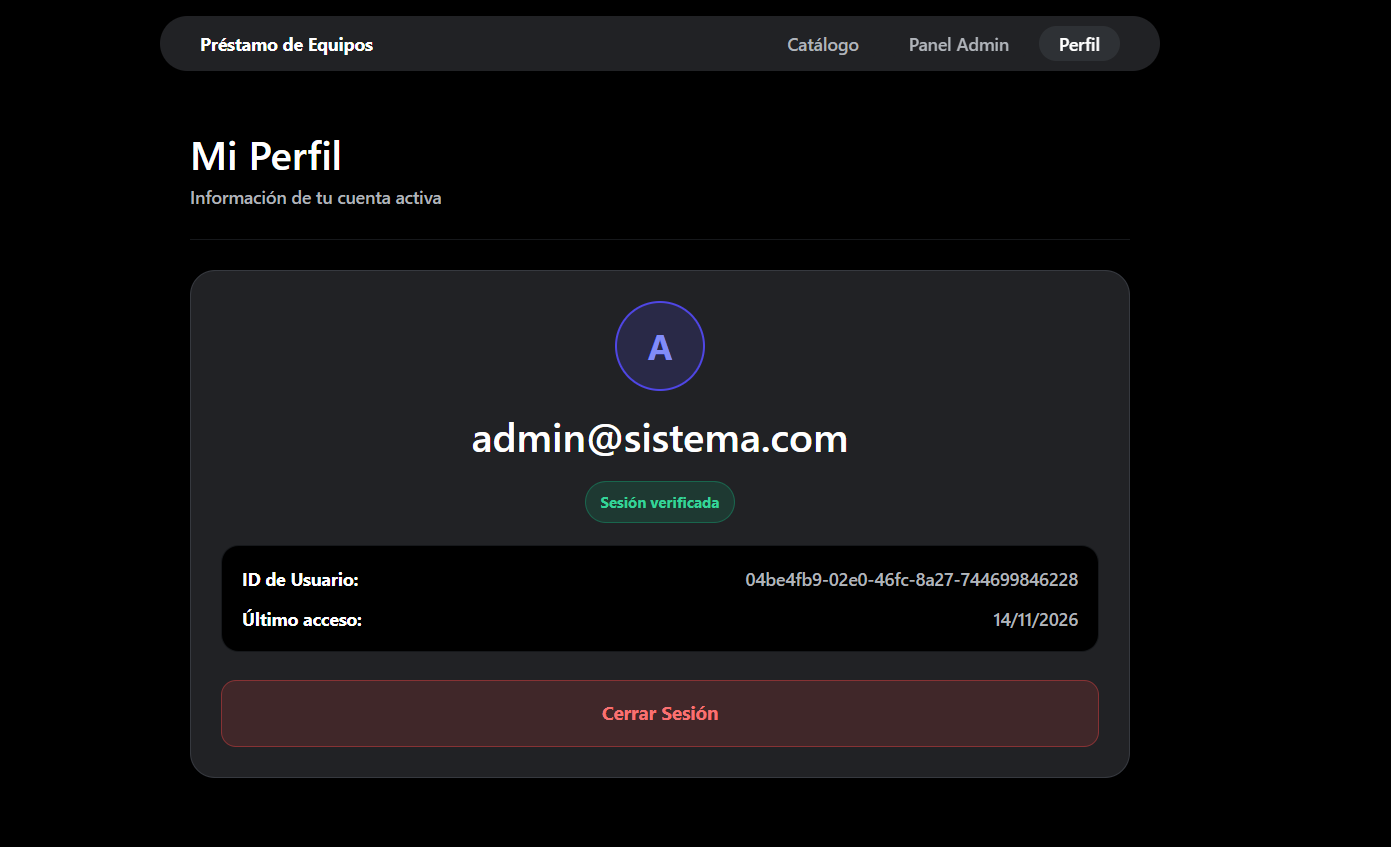 Préstamo de Equipos
Catálogo
Panel Admin
Perfil
Mi Perfil
Información de tu cuenta activa
A
admin@sistema.com
Sesión verificada
ID de Usuario: 04be4fb9-02e0-46fc-8a27-744699846228
Último acceso: 14/11/2026
Cerrar Sesión